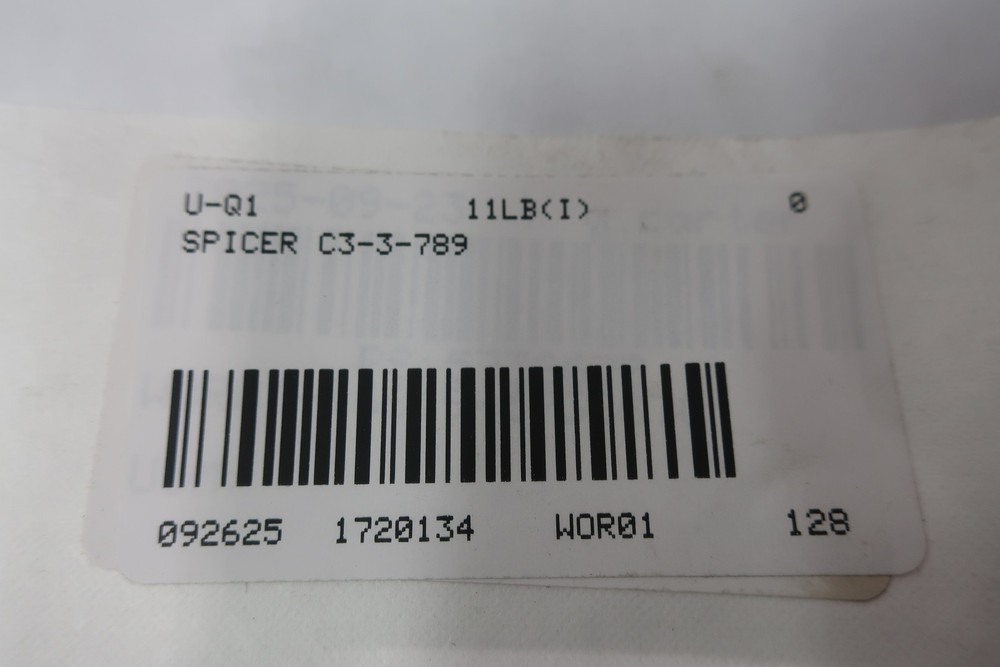 U-Q1 11LB(I) 0
SPICER C3-3-789
092625 1720134 WOR01 128